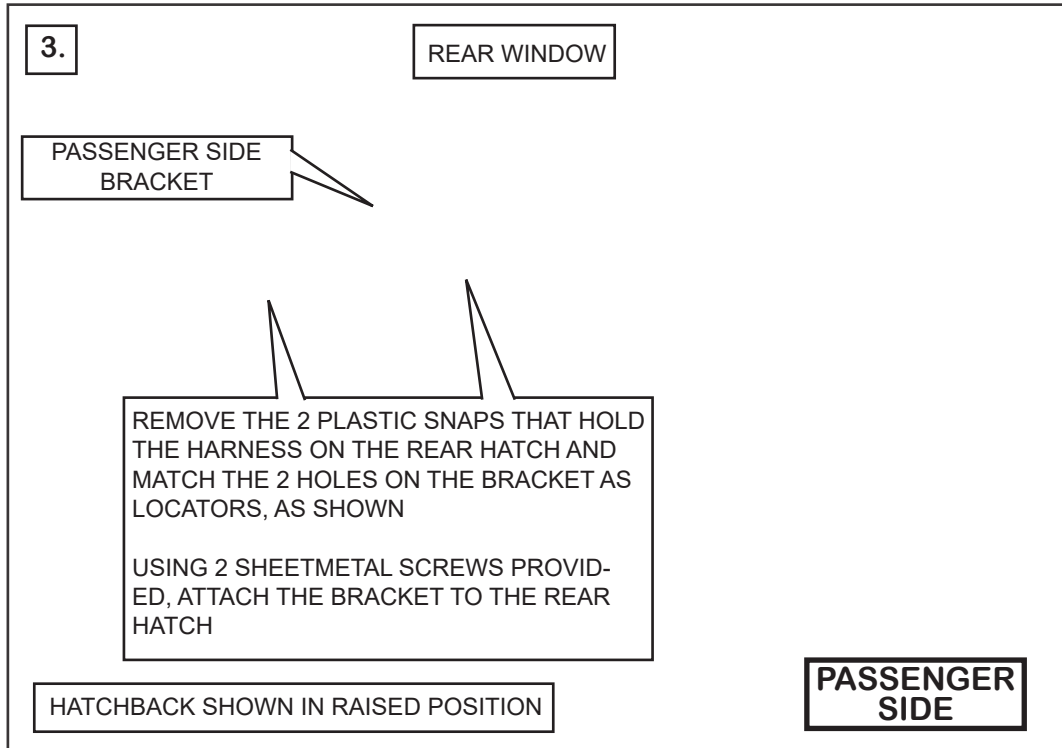 3.
REAR WINDOW
PASSENGER SIDE
BRACKET
REMOVE THE 2 PLASTIC SNAPS THAT HOLD
THE HARNESS ON THE REAR HATCH AND
MATCH THE 2 HOLES ON THE BRACKET AS
LOCATORS, AS SHOWN
USING 2 SHEETMETAL SCREWS PROVID-
ED, ATTACH THE BRACKET TO THE REAR
HATCH
HATCHBACK SHOWN IN RAISED POSITION
PASSENGER
SIDE